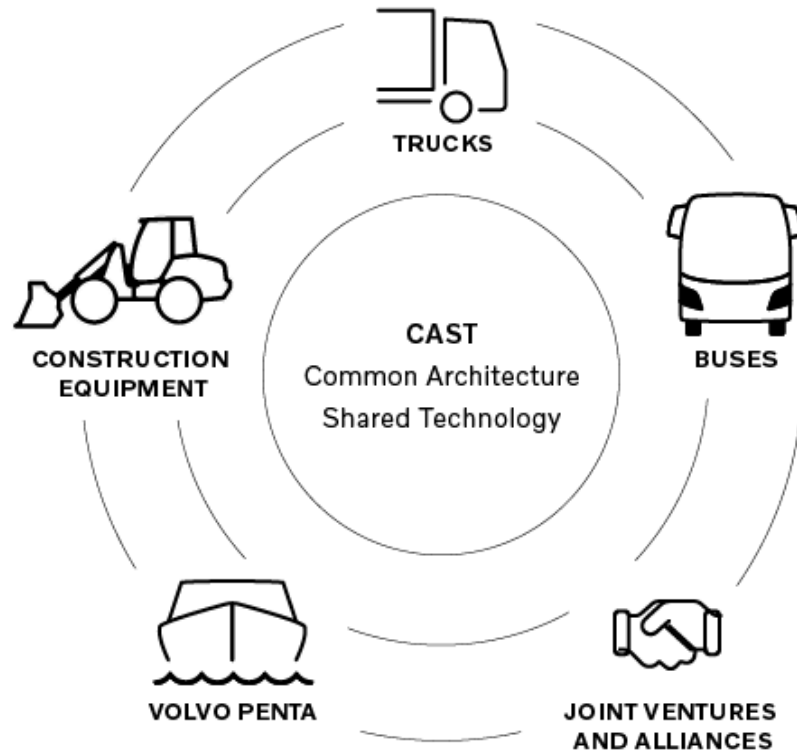 TRUCKS
CONSTRUCTION
EQUIPMENT
CAST
Common Architecture
Shared Technology
BUSES
VOLVO PENTA
JOINT VENTURES
AND ALLIANCES